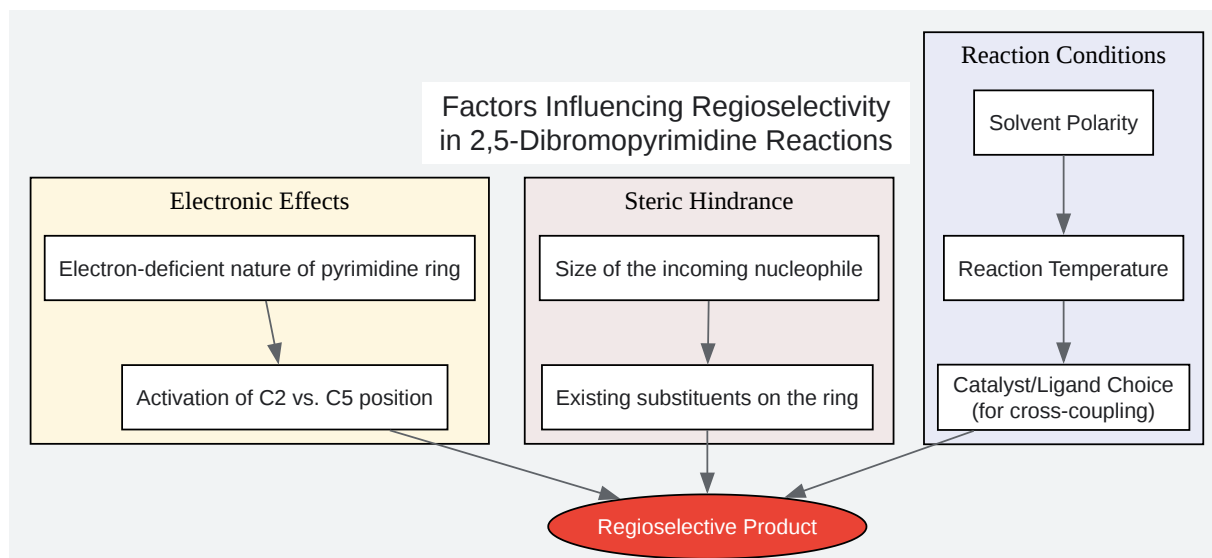 Factors Influencing Regioselectivity
in 2,5-Dibromopyrimidine Reactions
Electronic Effects
Electron-deficient nature of pyrimidine ring
Activation of C2 vs. C5 position
Steric Hindrance
Size of the incoming nucleophile
Existing substituents on the ring
Reaction Conditions
Solvent Polarity
Reaction Temperature
Catalyst/Ligand Choice
(for cross-coupling)
Regioselective Product